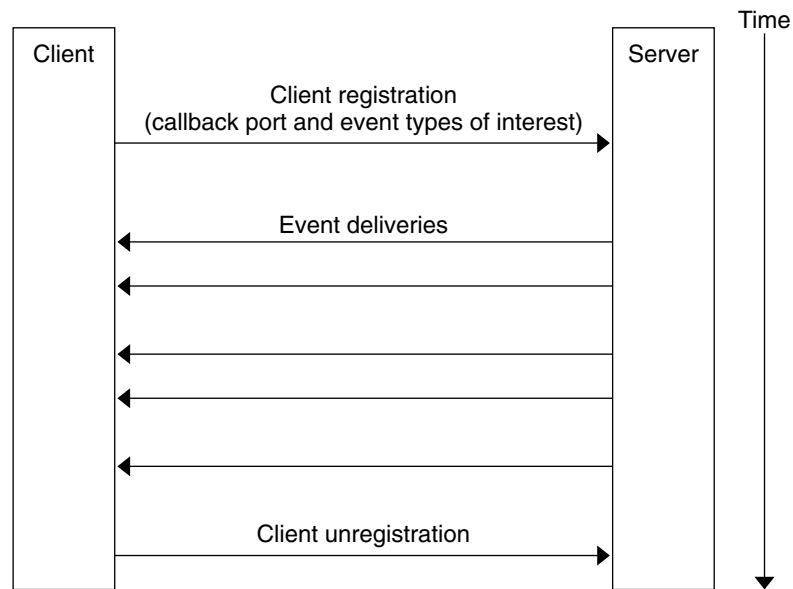 Time
Client
Server
Client registration
(callback port and event types of interest)
Event deliveries
Client unregistration